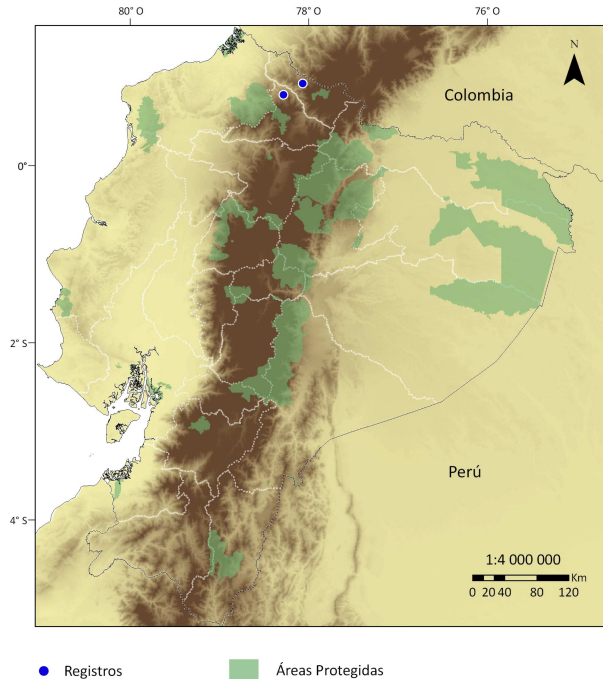 80° 78° O 76° O
N
Colombia
0°
2° S
Perú
4° S
1:4 000 000
Km
0 20 40 80 120
Registros Áreas Protegidas